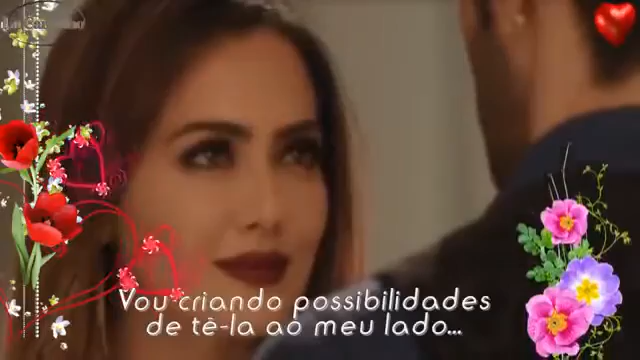 Vou criando possibilidades
de tê-la ao meu lado...